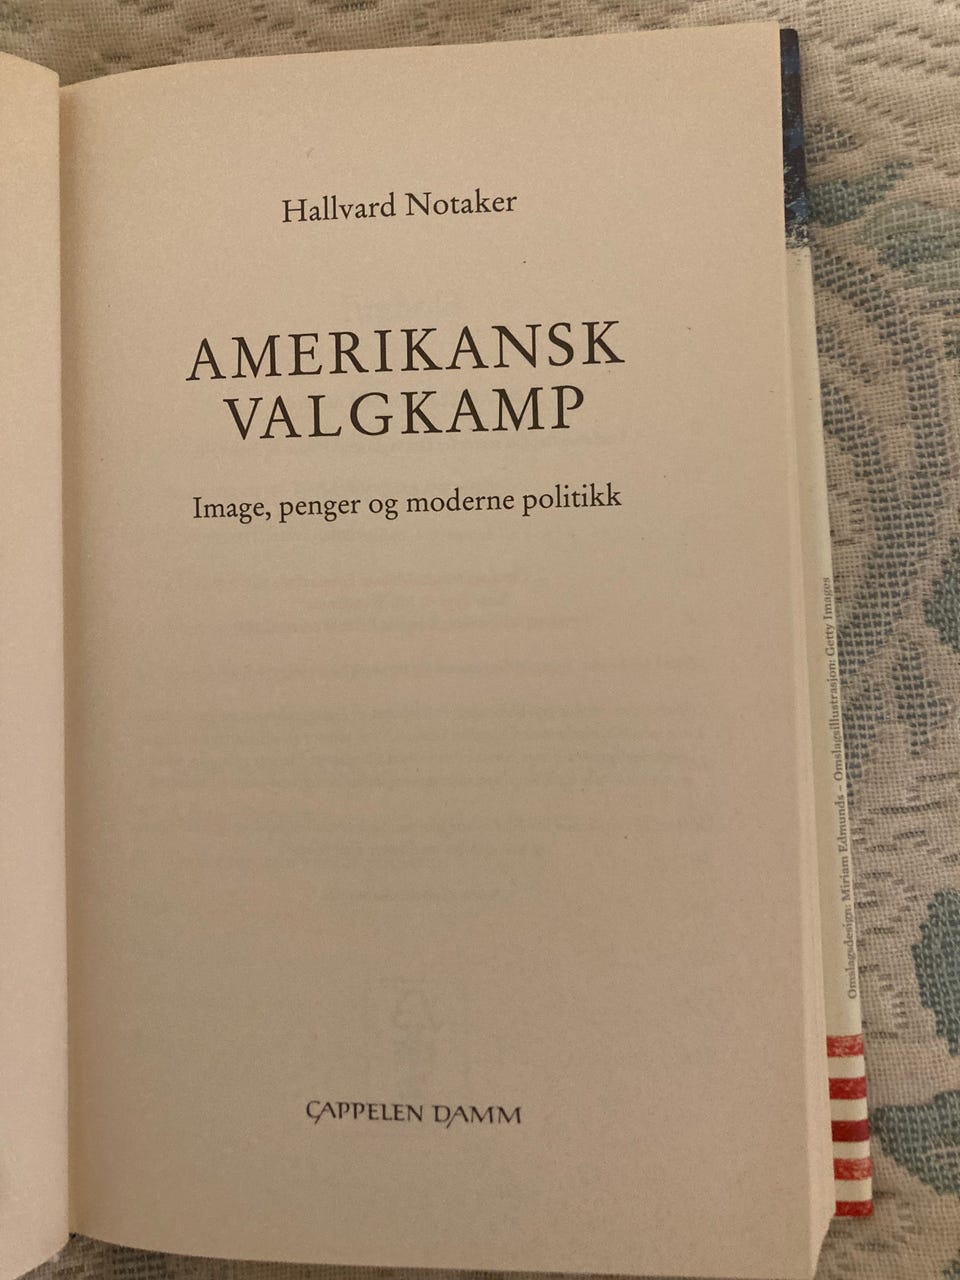 Hallvard Notaker
AMERIKANSK
VALGKAMP
Image, penger og moderne politikk
CAPPELEN DAMM
Omslagsdesign: Miriam Edmunds – Omslagsillustrasjon: Getty Images